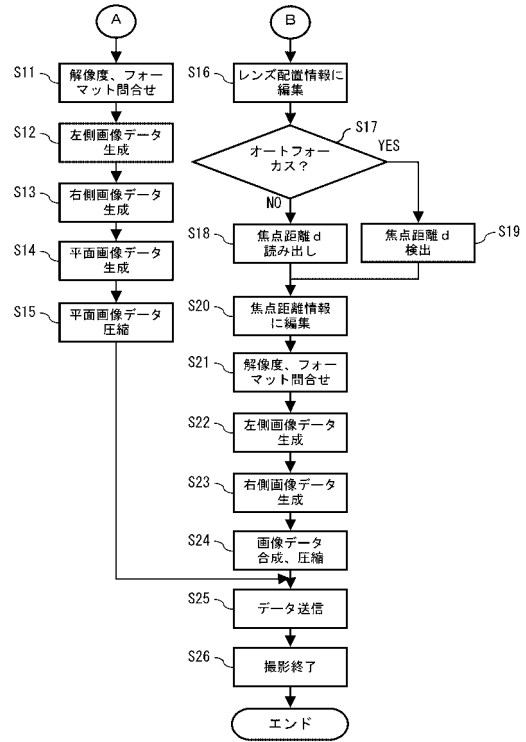 A
S11
解像度、フォー
マット問合せ
S12
左側画像データ
生成
S13
右側画像データ
生成
S14
平面画像データ
生成
S15
平面画像データ
圧縮
B
S16
レンズ配置情報に
編集
S17
オートフォー
カス?
YES
NO
S18
焦点距離d
読み出し
焦点距離d
検出
S19
S20
焦点距離情報
に編集
S21
解像度、フォー
マット問合せ
S22
左側画像データ
生成
S23
右側画像データ
生成
S24
画像データ
合成、圧縮
S25
データ送信
S26
撮影終了
エンド